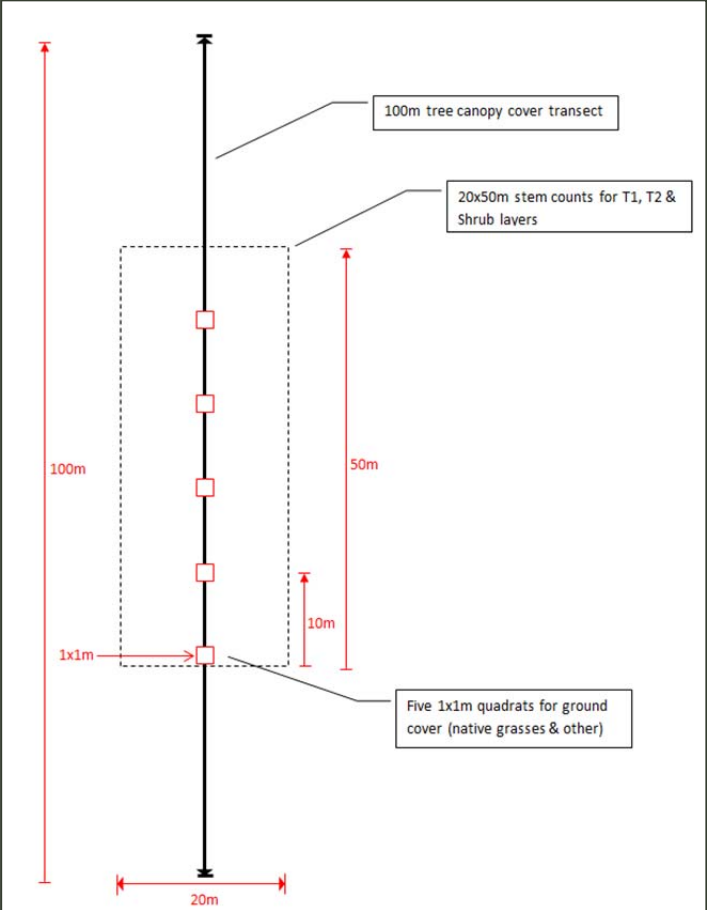 100m tree canopy cover transect
20x50m stem counts for T1, T2 &
Shrub layers
100m
50m
10m
1x1m
Five 1x1m quadrats for ground
cover (native grasses & other)
20m